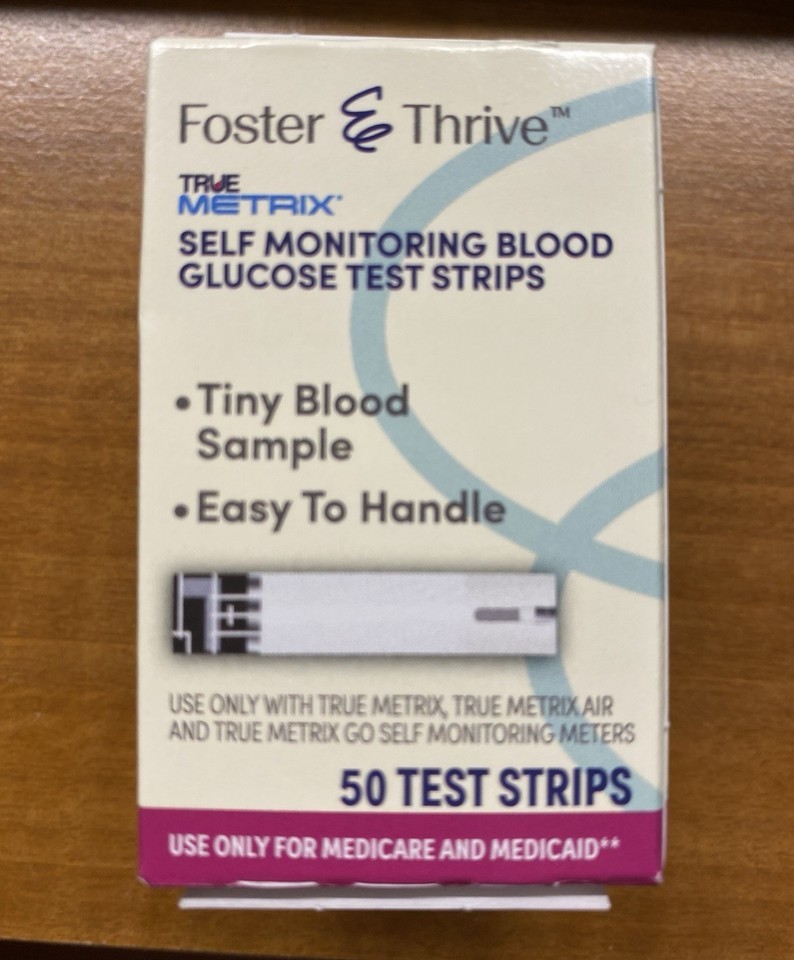 Foster & Thrive™
TRUE
METRIX®
SELF MONITORING BLOOD
GLUCOSE TEST STRIPS
• Tiny Blood
Sample
• Easy To Handle
USE ONLY WITH TRUE METRIX, TRUE METRIX AIR
AND TRUE METRIX GO SELF MONITORING METERS
50 TEST STRIPS
USE ONLY FOR MEDICARE AND MEDICAID**